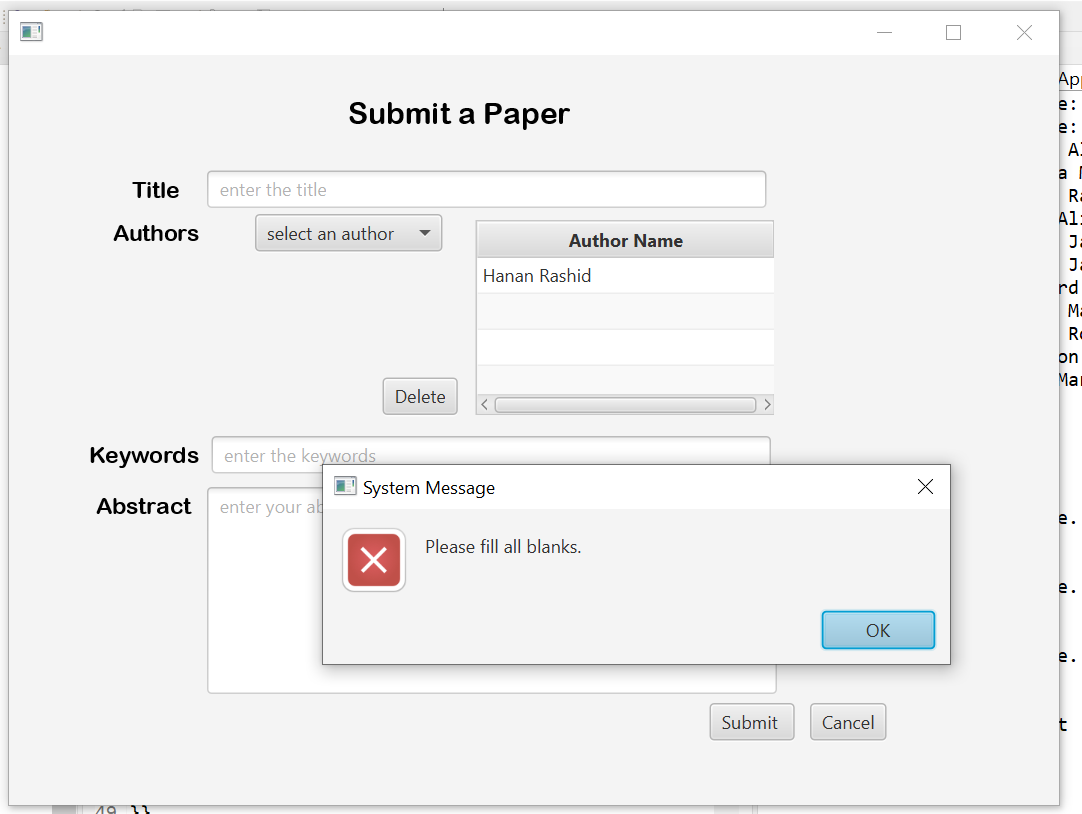 Submit a Paper
Title
enter the title
Authors
select an author
Author Name
Hanan Rashid
Delete
Keywords
enter the keywords
Abstract
enter your ab
System Message
Please fill all blanks.
OK
Submit
Cancel
49 }}